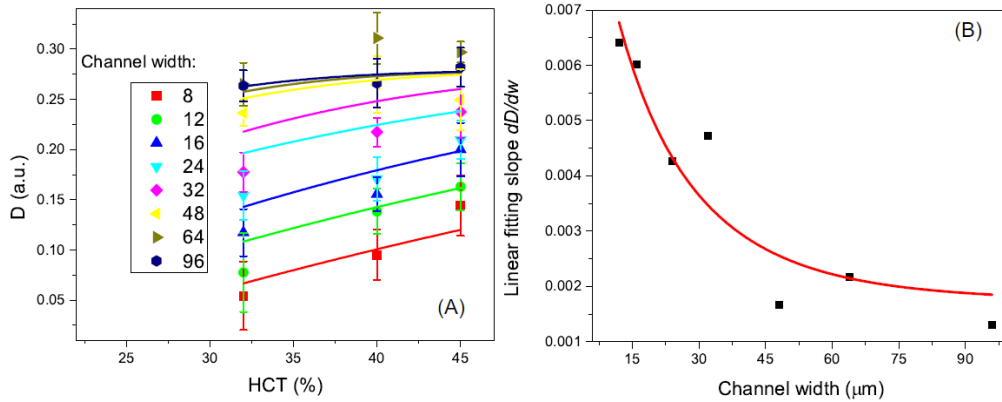 (A)
0.30
0.25
0.20
0.15
0.10
0.05
D (a.u.)
Channel width:
8
12
16
24
32
48
64
96
25 30 35 40 45
HCT (%)
(B)
0.007
0.006
0.005
0.004
0.003
0.002
0.001
Linear fitting slope dD/dw
15 30 45 60 75 90
Channel width (μm)